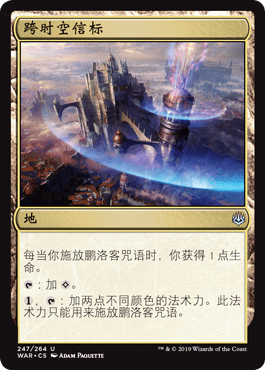 跨时空信标
地
每当你施放鹏洛客咒语时，你获得1点生
命。
：加。
1，：加两点不同颜色的法术力。此法
术力只能用来施放鹏洛客咒语。
247/264 U
WAR • CS Adam Paquette
™ & © 2019 Wizards of the Coast